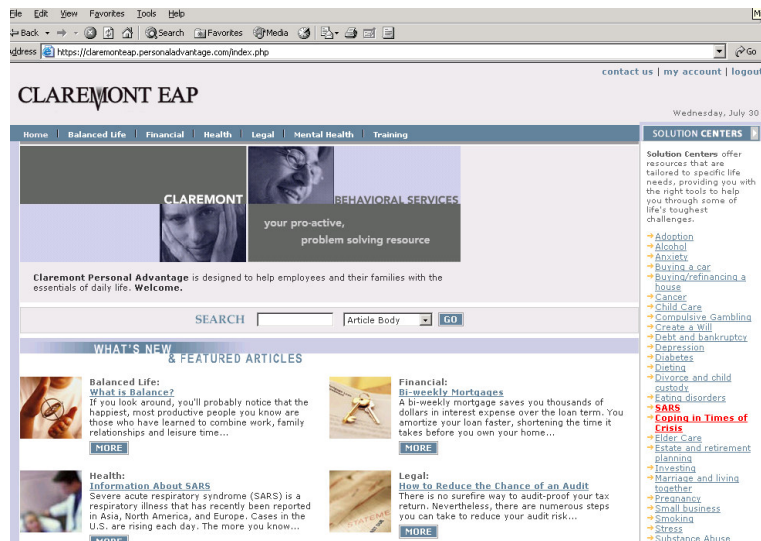 File Edit View Favorites Tools Help
Back Search Favorites Media
Address https://claremonteap.personaladvantage.com/index.php Go
contact us | my account | logout
CLAREMONT EAP
Wednesday, July 30
Home | Balanced Life | Financial | Health | Legal | Mental Health | Training
SOLUTION CENTERS
CLAREMONT
BEHAVIORAL SERVICES
your pro-active,
problem solving resource
Claremont Personal Advantage is designed to help employees and their families with the
essentials of daily life. Welcome.
SEARCH Article Body GO
WHAT'S NEW
& FEATURED ARTICLES
Balanced Life:
What is Balance?
If you look around, you'll probably notice that the
happiest, most productive people you know are
those who have learned to combine work, family
relationships and leisure time...
MORE
Financial:
Bi-weekly Mortgages
A bi-weekly mortgage saves you thousands of
dollars in interest expense over the loan term. You
amortize your loan faster, shortening the time it
takes before you own your home...
MORE
Health:
Information About SARS
Severe acute respiratory syndrome (SARS) is a
respiratory illness that has recently been reported
in Asia, North America, and Europe. Cases in the
U.S. are rising each day. The more you know...
MORE
Legal:
How to Reduce the Chance of an Audit
There is no surefire way to audit-proof your tax
return. Nevertheless, there are numerous steps
you can take to reduce your audit risk...
MORE
Solution Centers offer
resources that are
tailored to specific life
needs, providing you with
the right tools to help
you through some of
life's toughest
challenges.
Adoption
Alcohol
Anxiety
Buying a car
Buying/refinancing a
house
Cancer
Child Care
Compulsive Gambling
Create a Will
Debt and bankruptcy
Depression
Diabetes
Dieting
Divorce and child
custody
Eating disorders
SARS
Coping in Times of
Crisis
Elder Care
Estate and retirement
planning
Investing
Marriage and living
together
Pregnancy
Small business
Smoking
Stress
Substance Abuse